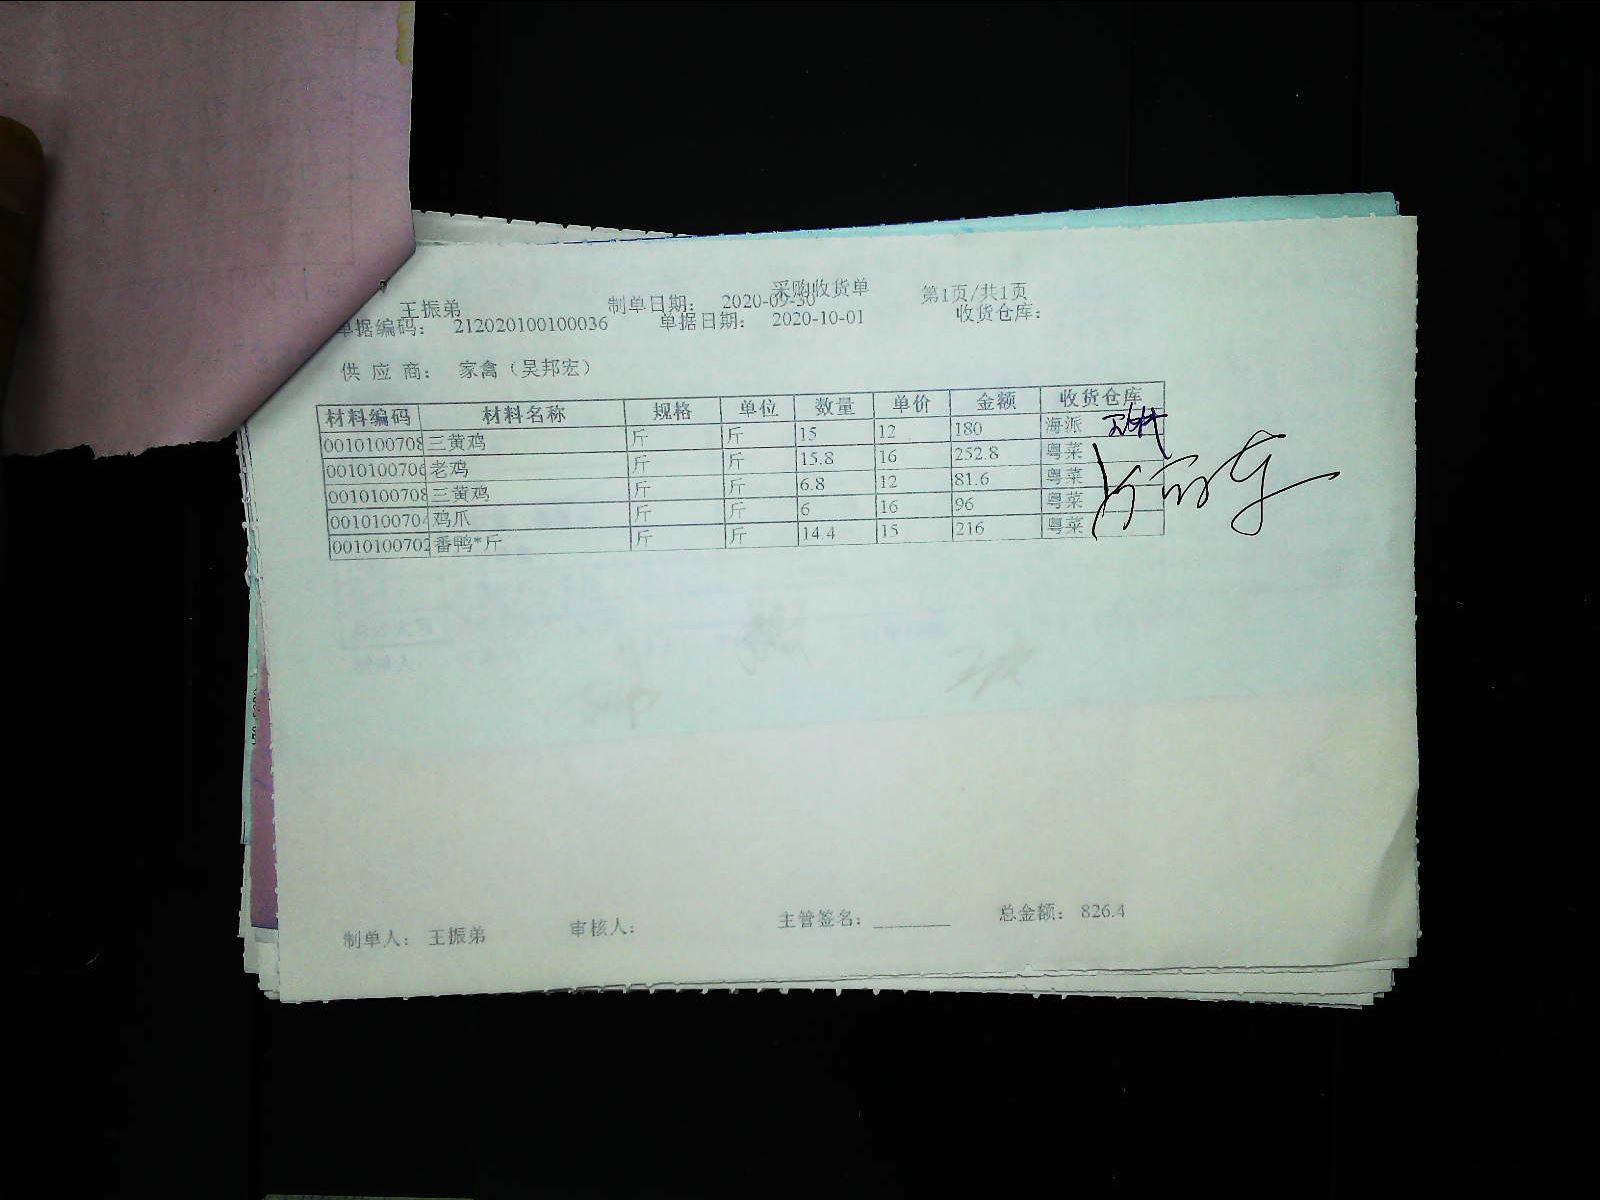 采购收货单 第1页/共1页
王振弟 制单日期： 2020-09-30
单据编码： 212020100100036 单据日期： 2020-10-01 收货仓库：
供 应 商： 家禽（吴邦宏）
材料编码 材料名称 规格 单位 数量 单价 金额 收货仓库
0010100708 三黄鸡 斤 斤 15 12 180 海派
0010100706 老鸡 斤 斤 15.8 16 252.8 粤菜
0010100708 三黄鸡 斤 斤 6.8 12 81.6 粤菜
0010100704 鸡爪 斤 斤 6 16 96 粤菜
0010100702 番鸭*斤 斤 斤 14.4 15 216 粤菜
制单人： 王振弟 审核人： 主管签名：________ 总金额： 826.4